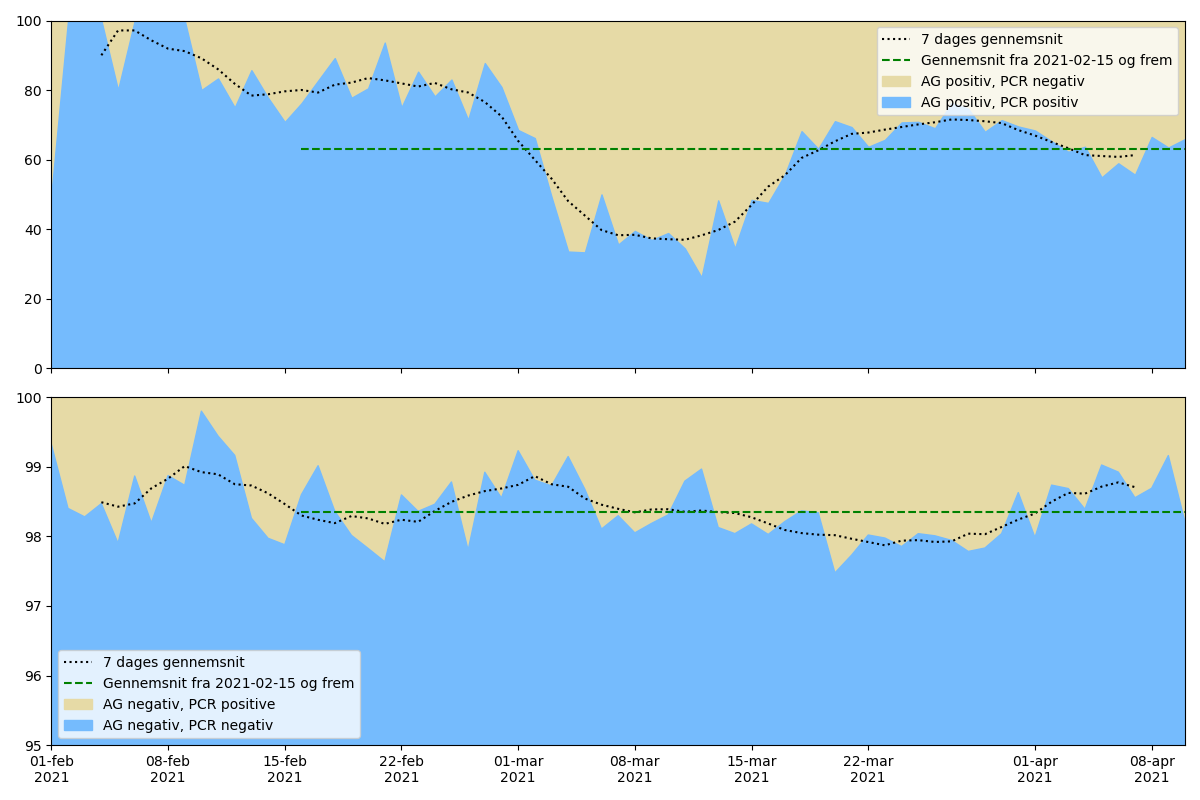 100
80
60
40
20
0
7 dages gennemsnit
Gennemsnit fra 2021-02-15 og frem
AG positiv, PCR negativ
AG positiv, PCR positiv
100
99
98
97
96
95
7 dages gennemsnit
Gennemsnit fra 2021-02-15 og frem
AG negativ, PCR positive
AG negativ, PCR negativ
01-feb 08-feb 15-feb 22-feb 01-mar 08-mar 15-mar 22-mar 01-apr 08-apr
2021 2021 2021 2021 2021 2021 2021 2021 2021 2021